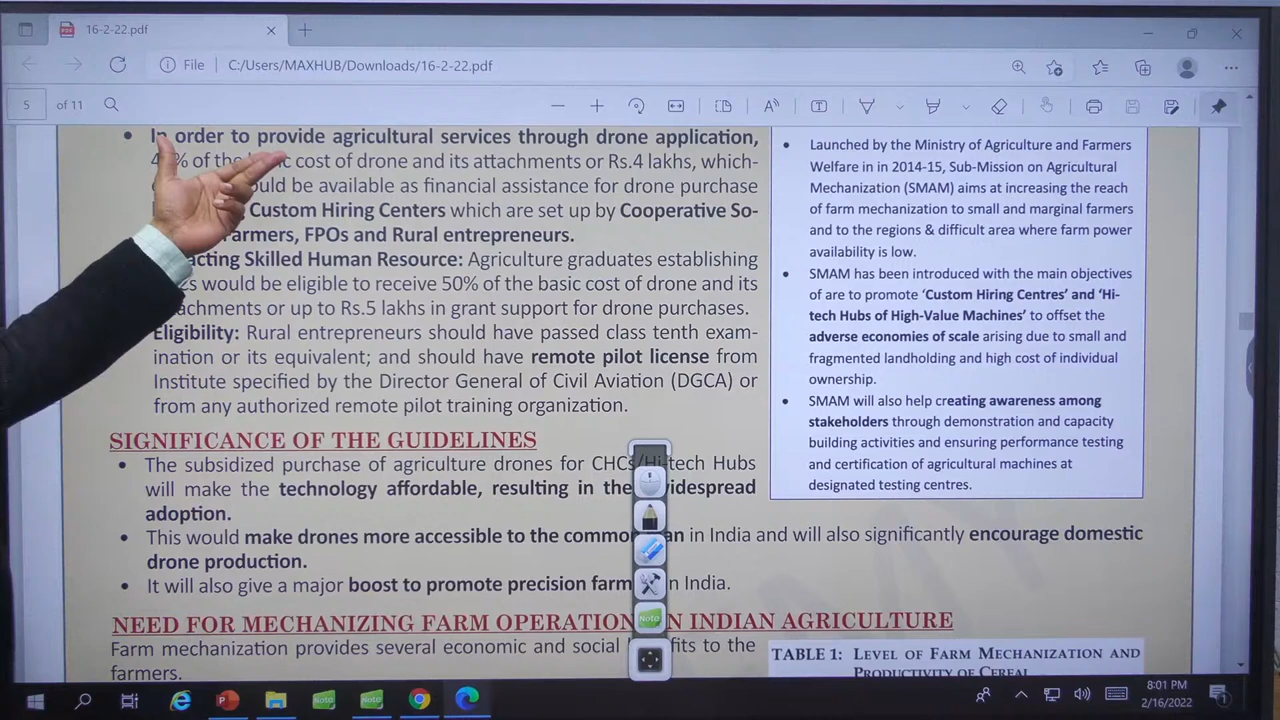 16-2-22.pdf
File
C:/Users/MAXHUB/Downloads/16-2-22.pdf
5 of 11
In order to provide agricultural services through drone application,
of the cost of drone and its attachments or Rs.4 lakhs, which-
be available as financial assistance for drone purchase
Custom Hiring Centers which are set up by Cooperative So-
FPOs and Rural entrepreneurs.
Skilled Human Resource: Agriculture graduates establishing
would be eligible to receive 50% of the basic cost of drone and its
or up to Rs.5 lakhs in grant support for drone purchases.
Eligibility: Rural entrepreneurs should have passed class tenth exam-
ination or its equivalent; and should have remote pilot license from
Institute specified by the Director General of Civil Aviation (DGCA) or
from any authorized remote pilot training organization.
SIGNIFICANCE OF THE GUIDELINES
• The subsidized purchase of agriculture drones for CHCs/Hi-tech Hubs
will make the technology affordable, resulting in the widespread
adoption.
• This would make drones more accessible to the common in India and will also significantly encourage domestic
drone production.
• It will also give a major boost to promote precision in India.
NEED FOR MECHANIZING FARM OPERATION IN INDIAN AGRICULTURE
Farm mechanization provides several economic and social to the
farmers.
• Launched by the Ministry of Agriculture and Farmers
Welfare in in 2014-15, Sub-Mission on Agricultural
Mechanization (SMAM) aims at increasing the reach
of farm mechanization to small and marginal farmers
and to the regions & difficult area where farm power
availability is low.
• SMAM has been introduced with the main objectives
of are to promote ‘Custom Hiring Centres’ and ‘Hi-
tech Hubs of High-Value Machines’ to offset the
adverse economies of scale arising due to small and
fragmented landholding and high cost of individual
ownership.
• SMAM will also help creating awareness among
stakeholders through demonstration and capacity
building activities and ensuring performance testing
and certification of agricultural machines at
designated testing centres.
TABLE 1: LEVEL OF FARM MECHANIZATION AND
PRODUCTIVITY OF CEREAL
Note
Note
Note
8:01 PM
2/16/2022